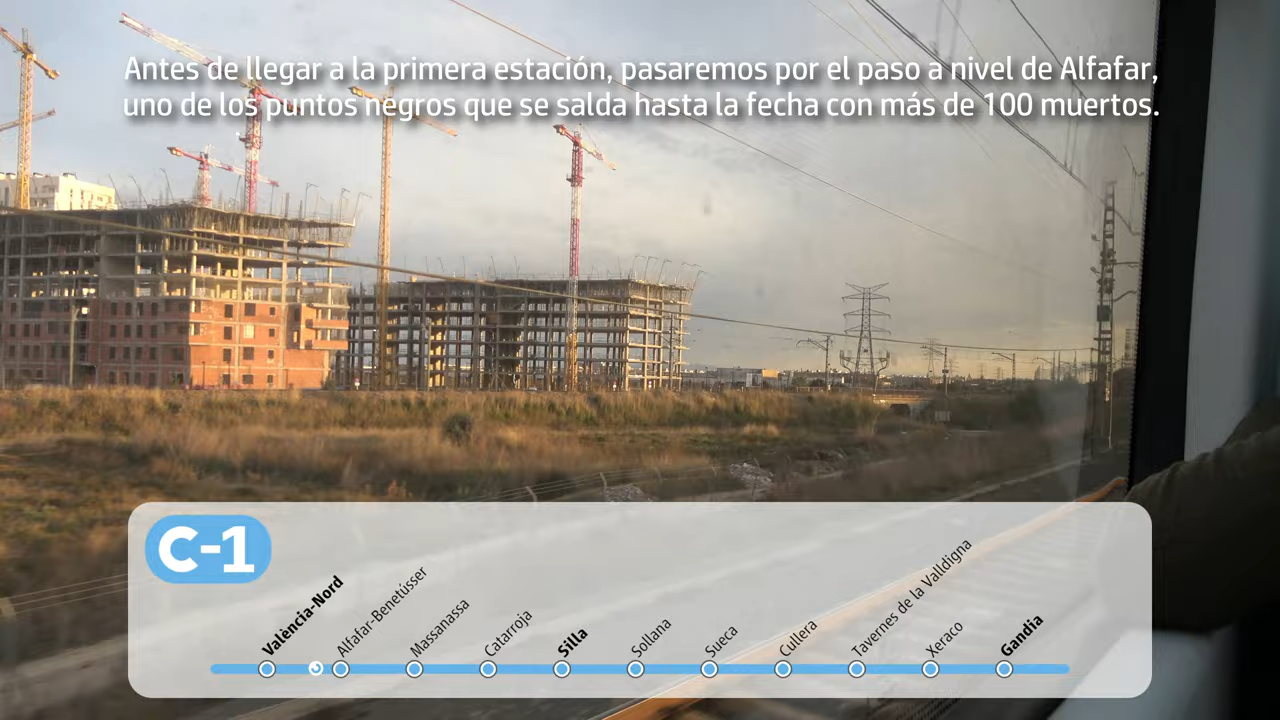 Antes de llegar a la primera estación, pasaremos por el paso a nivel de Alfafar,
uno de los puntos negros que se salda hasta la fecha con más de 100 muertos.
C-1
València-Nord
Alfafar-Benetússer
Massanassa
Catarroja
Silla
Sollana
Sueca
Cullera
Tavernes de la Valldigna
Xeraco
Gandia